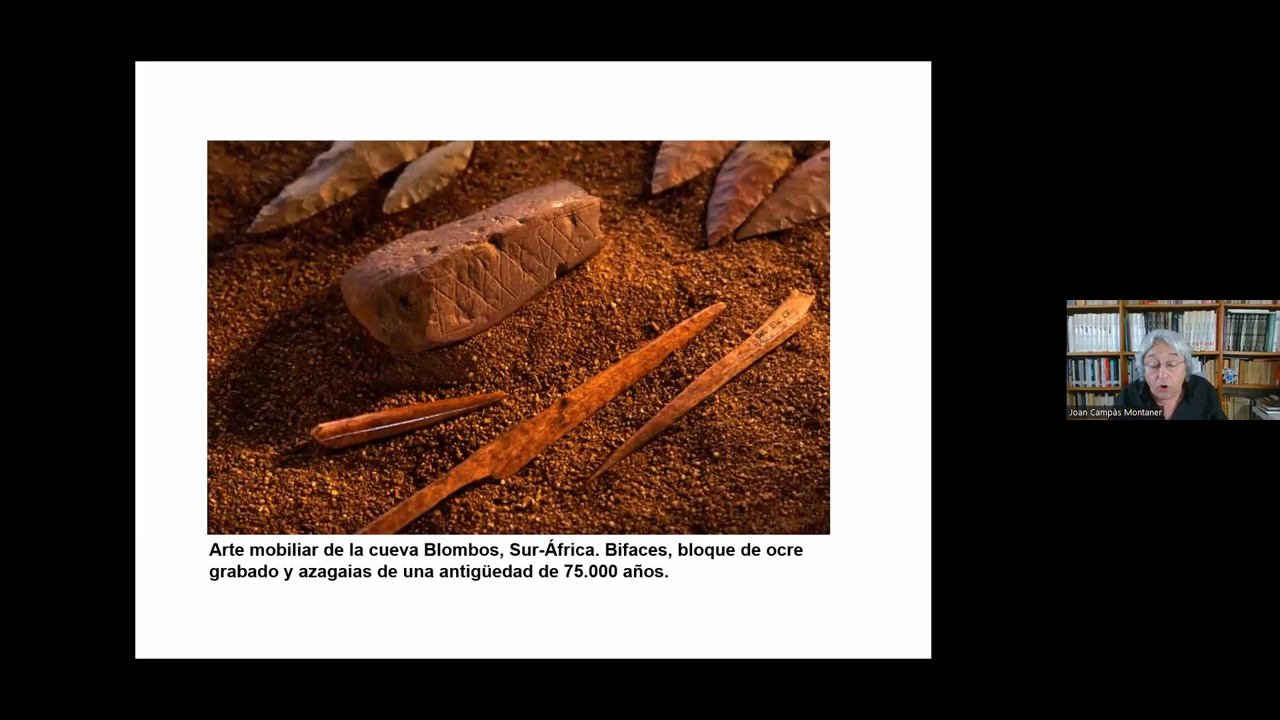 Arte mobiliar de la cueva Blombos, Sur-África. Bifaces, bloque de ocre
grabado y azagaias de una antigüedad de 75.000 años.
Joan Campàs Montaner